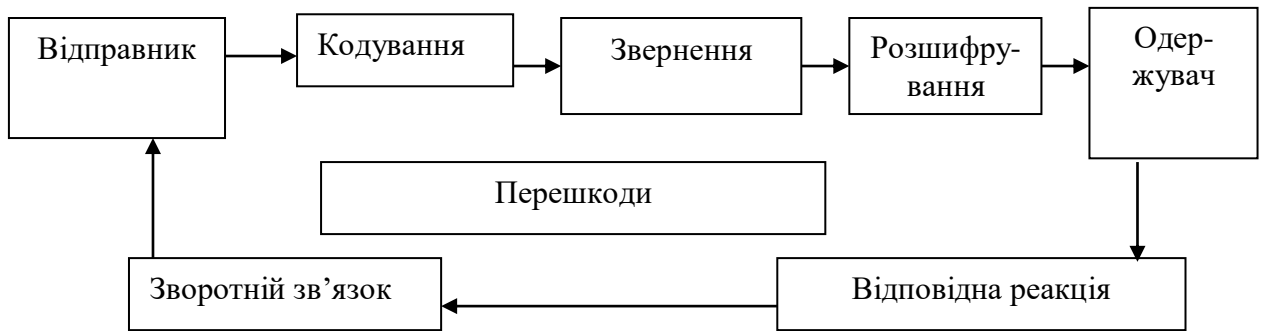 Відправник
Кодування
Звернення
Розшифру-
вання
Одер-
жувач
Перешкоди
Зворотній зв’язок
Відповідна реакція